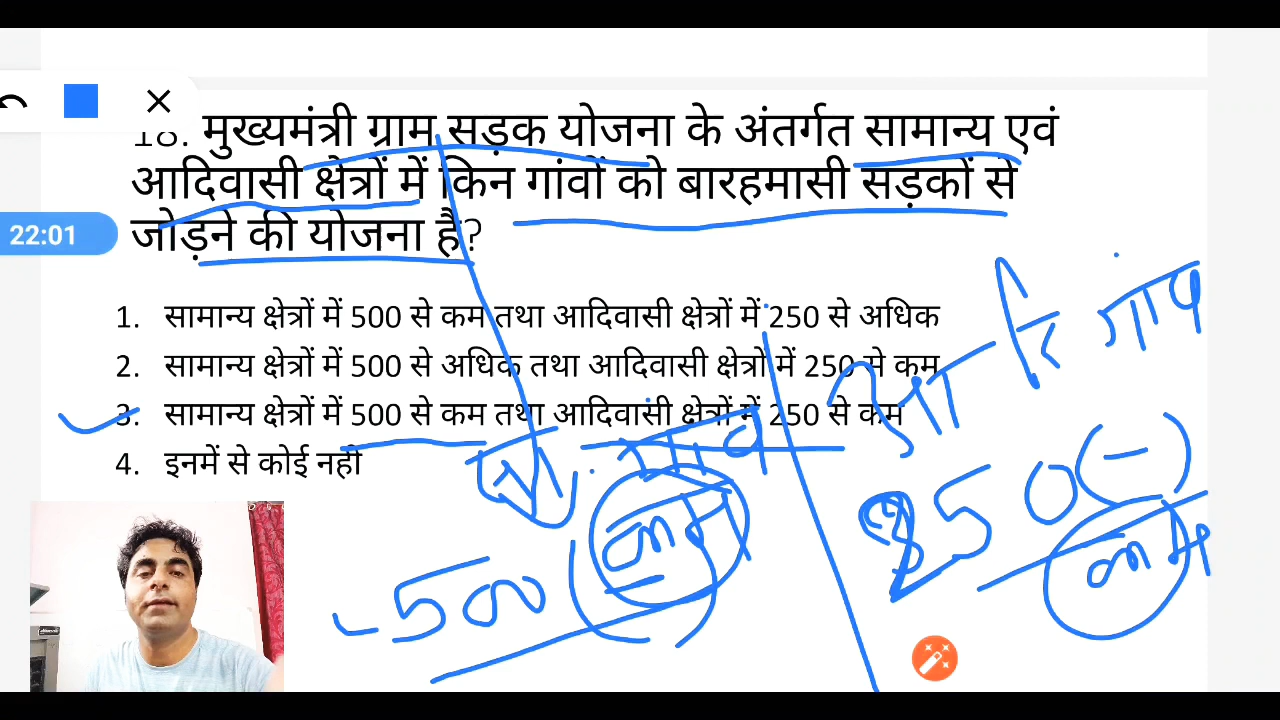 18. मुख्यमंत्री ग्राम सड़क योजना के अंतर्गत सामान्य एवं
आदिवासी क्षेत्रों में किन गांवों को बारहमासी सड़कों से
जोड़ने की योजना है?
22:01
1. सामान्य क्षेत्रों में 500 से कम तथा आदिवासी क्षेत्रों में 250 से अधिक
2. सामान्य क्षेत्रों में 500 से अधिक तथा आदिवासी क्षेत्रों में 250 से कम
3. सामान्य क्षेत्रों में 500 से कम तथा आदिवासी क्षेत्रों में 250 से कम
4. इनमें से कोई नही
गांव
गांव
250 (-)
कम
500
कम